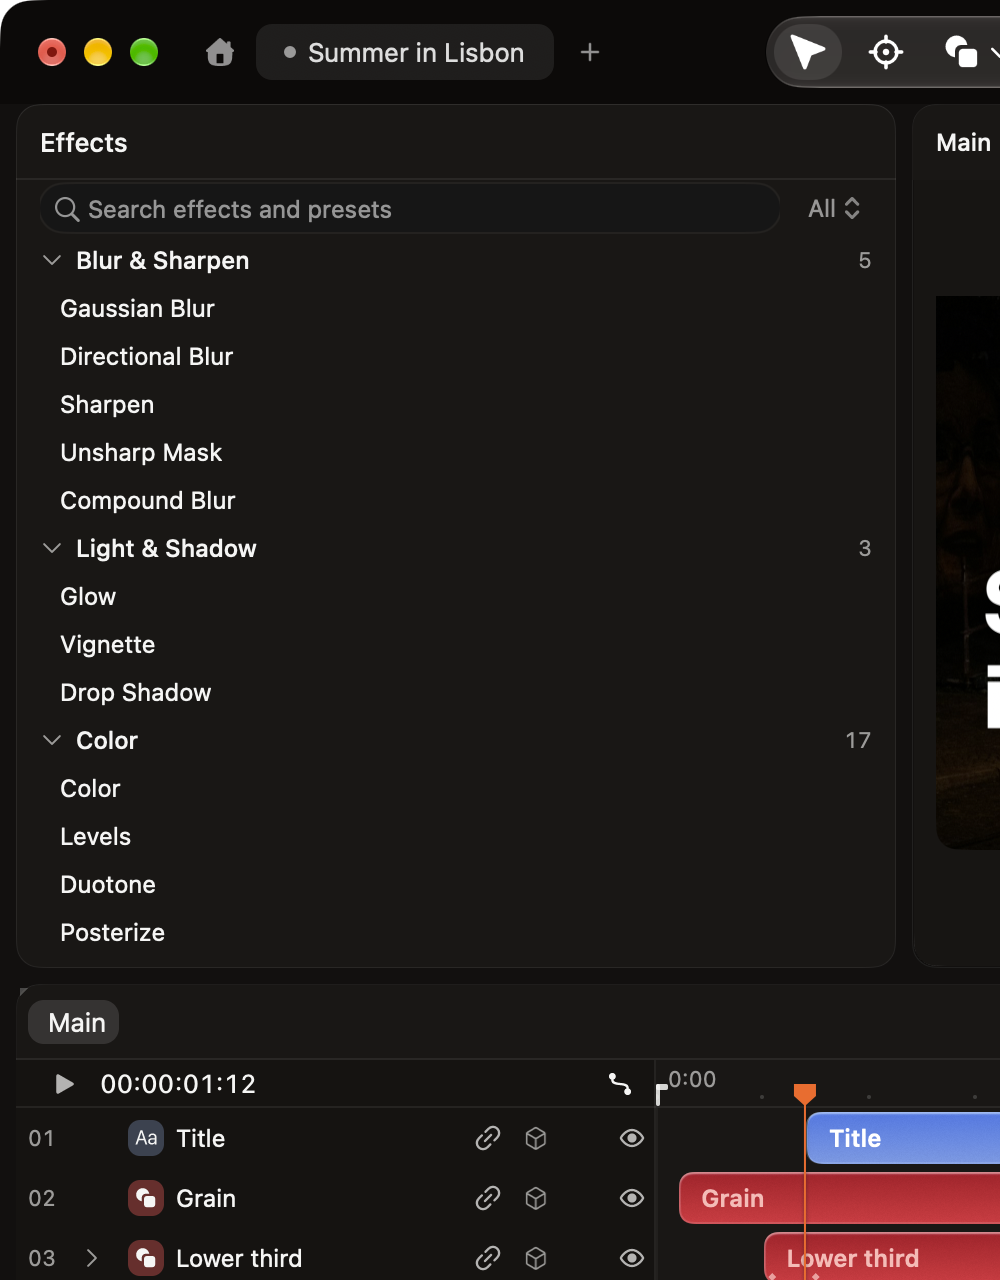 Summer in Lisbon
Effects
Main
Search effects and presets
All
Blur & Sharpen 5
Gaussian Blur
Directional Blur
Sharpen
Unsharp Mask
Compound Blur
Light & Shadow 3
Glow
Vignette
Drop Shadow
Color 17
Color
Levels
Duotone
Posterize
Main
00:00:01:12
0:00
01 Aa Title
Title
02 Grain
Grain
03 Lower third
Lower third